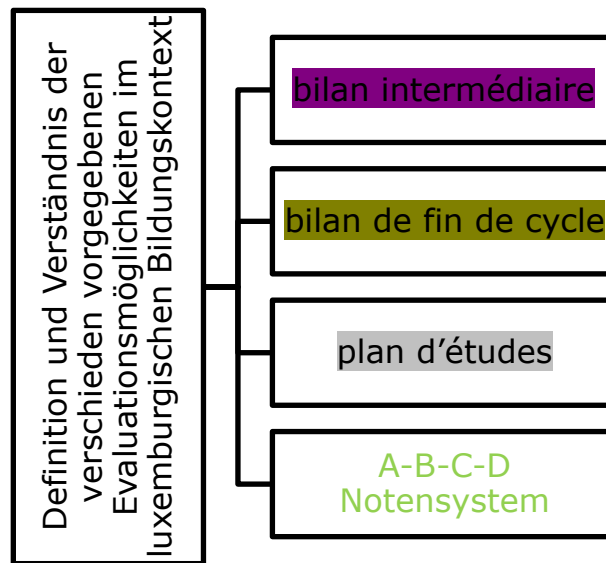 Definition und Verständnis der
verschieden vorgegebenen
Evaluationsmöglichkeiten im
luxemburgischen Bildungskontext
bilan intermédiaire
bilan de fin de cycle
plan d’études
A-B-C-D
Notensystem